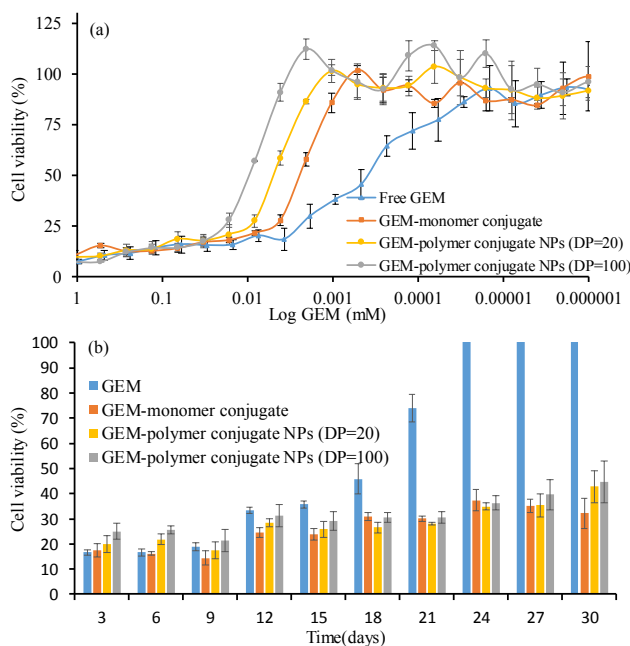 (a)
125
100
75
50
25
0
Cell viability (%)
Free GEM
GEM-monomer conjugate
GEM-polymer conjugate NPs (DP=20)
GEM-polymer conjugate NPs (DP=100)
1 0.1 0.01 0.001 0.0001 0.00001 0.000001
Log GEM (mM)
(b)
100
90
80
70
60
50
40
30
20
10
0
Cell viability (%)
GEM
GEM-monomer conjugate
GEM-polymer conjugate NPs (DP=20)
GEM-polymer conjugate NPs (DP=100)
3 6 9 12 15 18 21 24 27 30
Time(days)